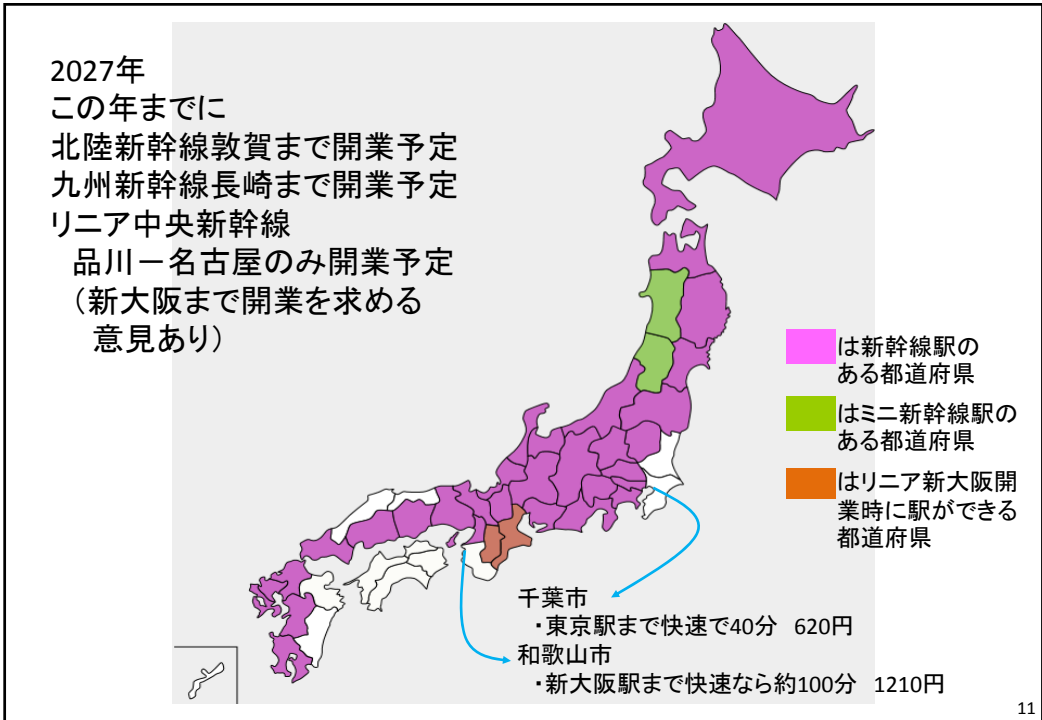 2027年
この年までに
北陸新幹線敦賀まで開業予定
九州新幹線長崎まで開業予定
リニア中央新幹線
品川－名古屋のみ開業予定
（新大阪まで開業を求める
意見あり）
は新幹線駅の
ある都道府県
はミニ新幹線駅の
ある都道府県
はリニア新大阪開
業時に駅ができる
都道府県
千葉市
・東京駅まで快速で40分 620円
和歌山市
・新大阪駅まで快速なら約100分 1210円
11